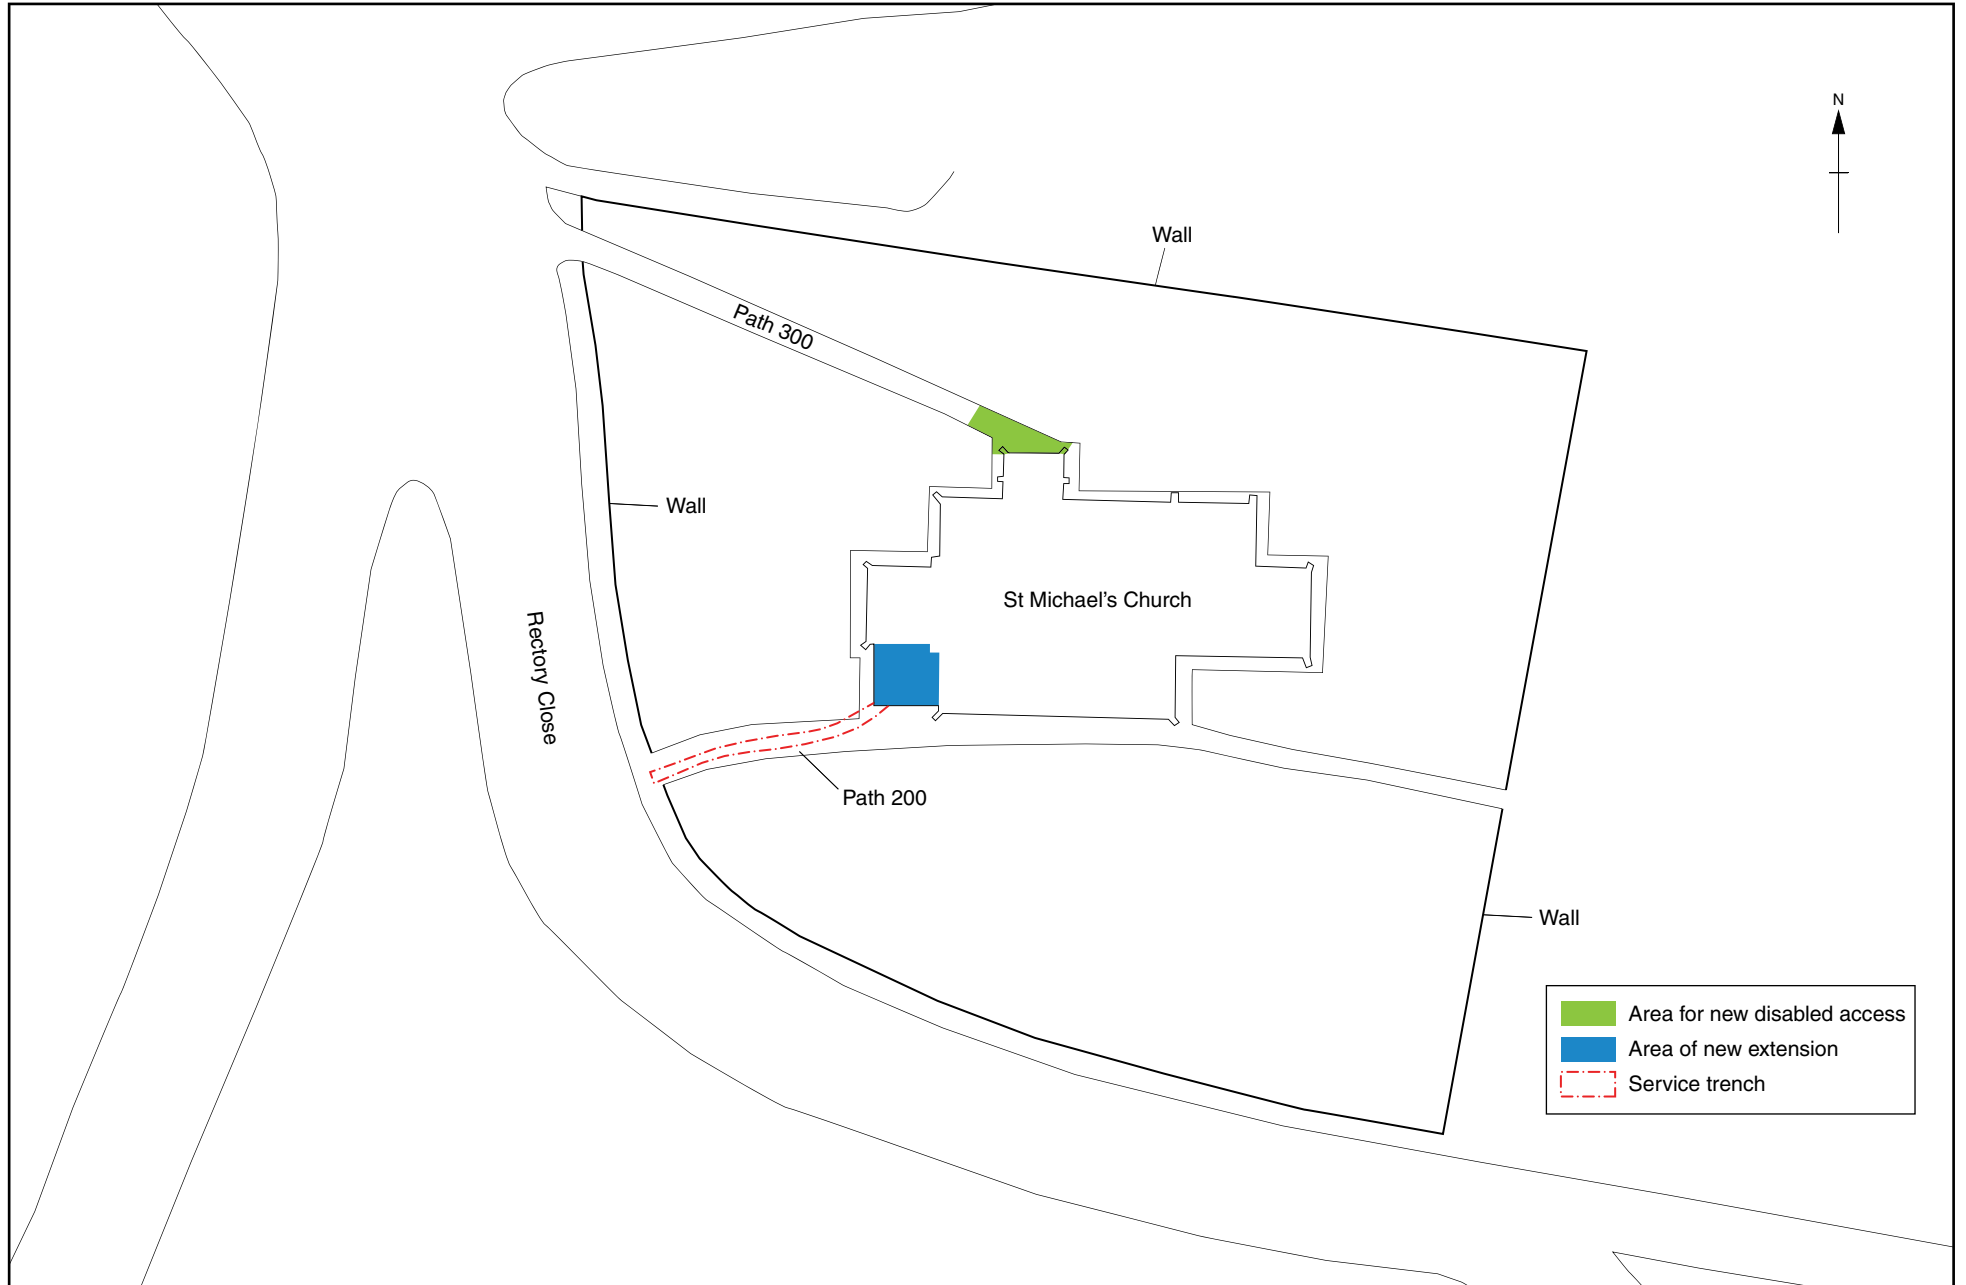 N
Wall
Path 300
Wall
St Michael's Church
Rectory Close
Path 200
Wall
Area for new disabled access
Area of new extension
Service trench